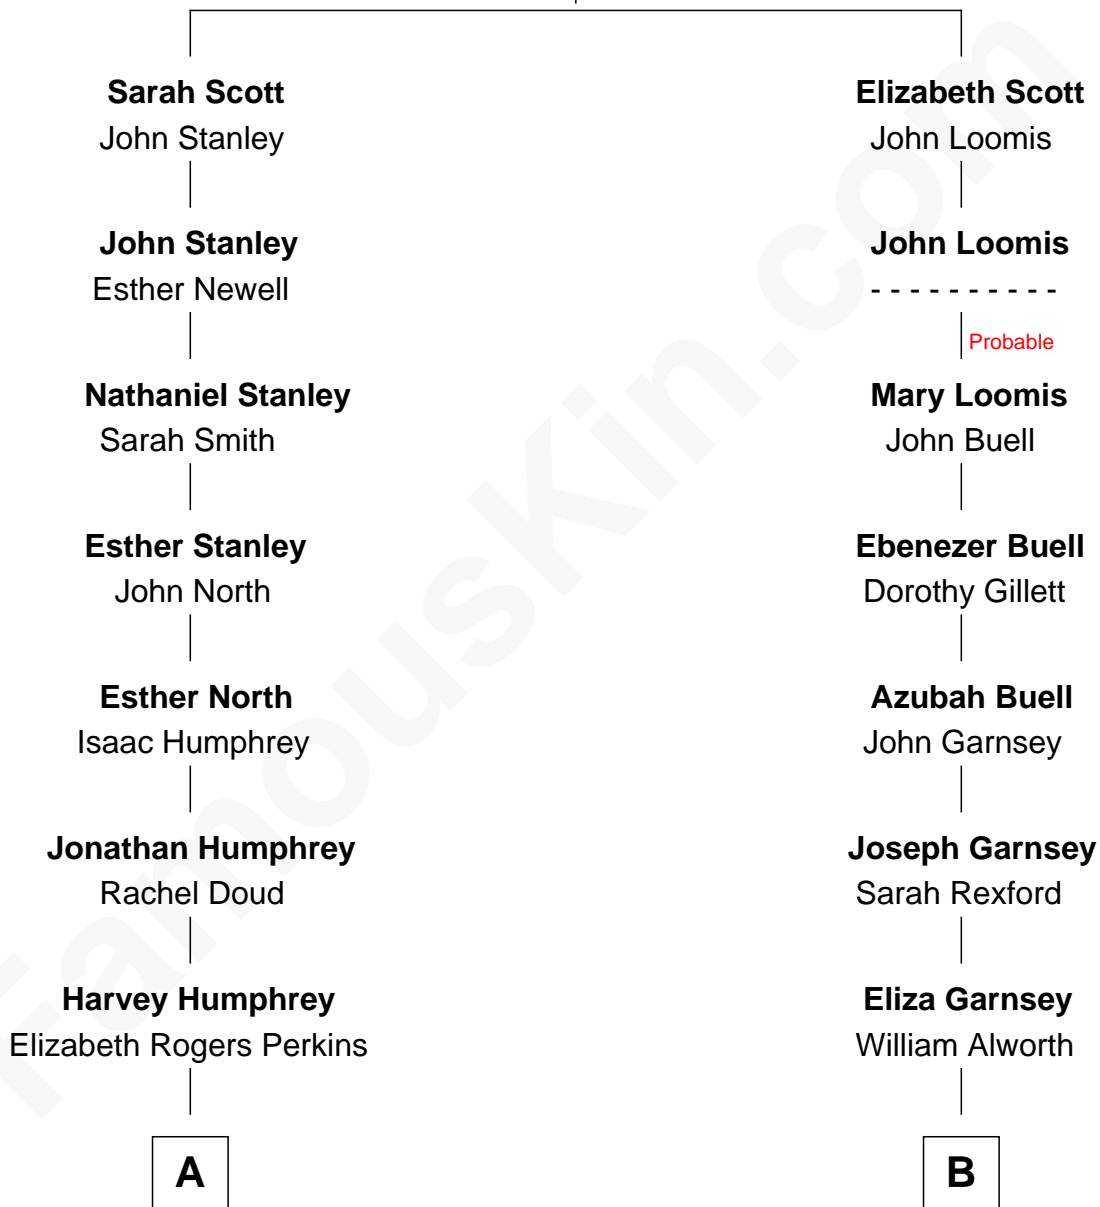 Sarah Scott
John Stanley
Elizabeth Scott
John Loomis
John Stanley
Esther Newell
John Loomis
- - - - - - - - - -
Probable
Nathaniel Stanley
Sarah Smith
Mary Loomis
John Buell
Esther Stanley
John North
Ebenezer Buell
Dorothy Gillett
Esther North
Isaac Humphrey
Azubah Buell
John Garnsey
Jonathan Humphrey
Rachel Doud
Joseph Garnsey
Sarah Rexford
Harvey Humphrey
Elizabeth Rogers Perkins
Eliza Garnsey
William Alworth
A
B
FamousKin.com